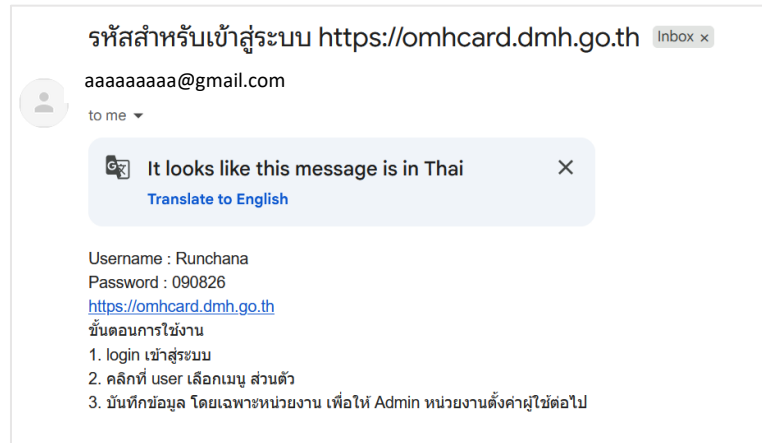 รหัสสำหรับเข้าสู่ระบบ https://omhcard.dmh.go.th Inbox x
aaaaaaaaa@gmail.com
to me
It looks like this message is in Thai
Translate to English
Username : Runchana
Password : 090826
https://omhcard.dmh.go.th
ขั้นตอนการใช้งาน
1. login เข้าสู่ระบบ
2. คลิกที่ user เลือกเมนู ส่วนตัว
3. บันทึกข้อมูล โดยเฉพาะหน่วยงาน เพื่อให้ Admin หน่วยงานตั้งค่าผู้ใช้ต่อไป